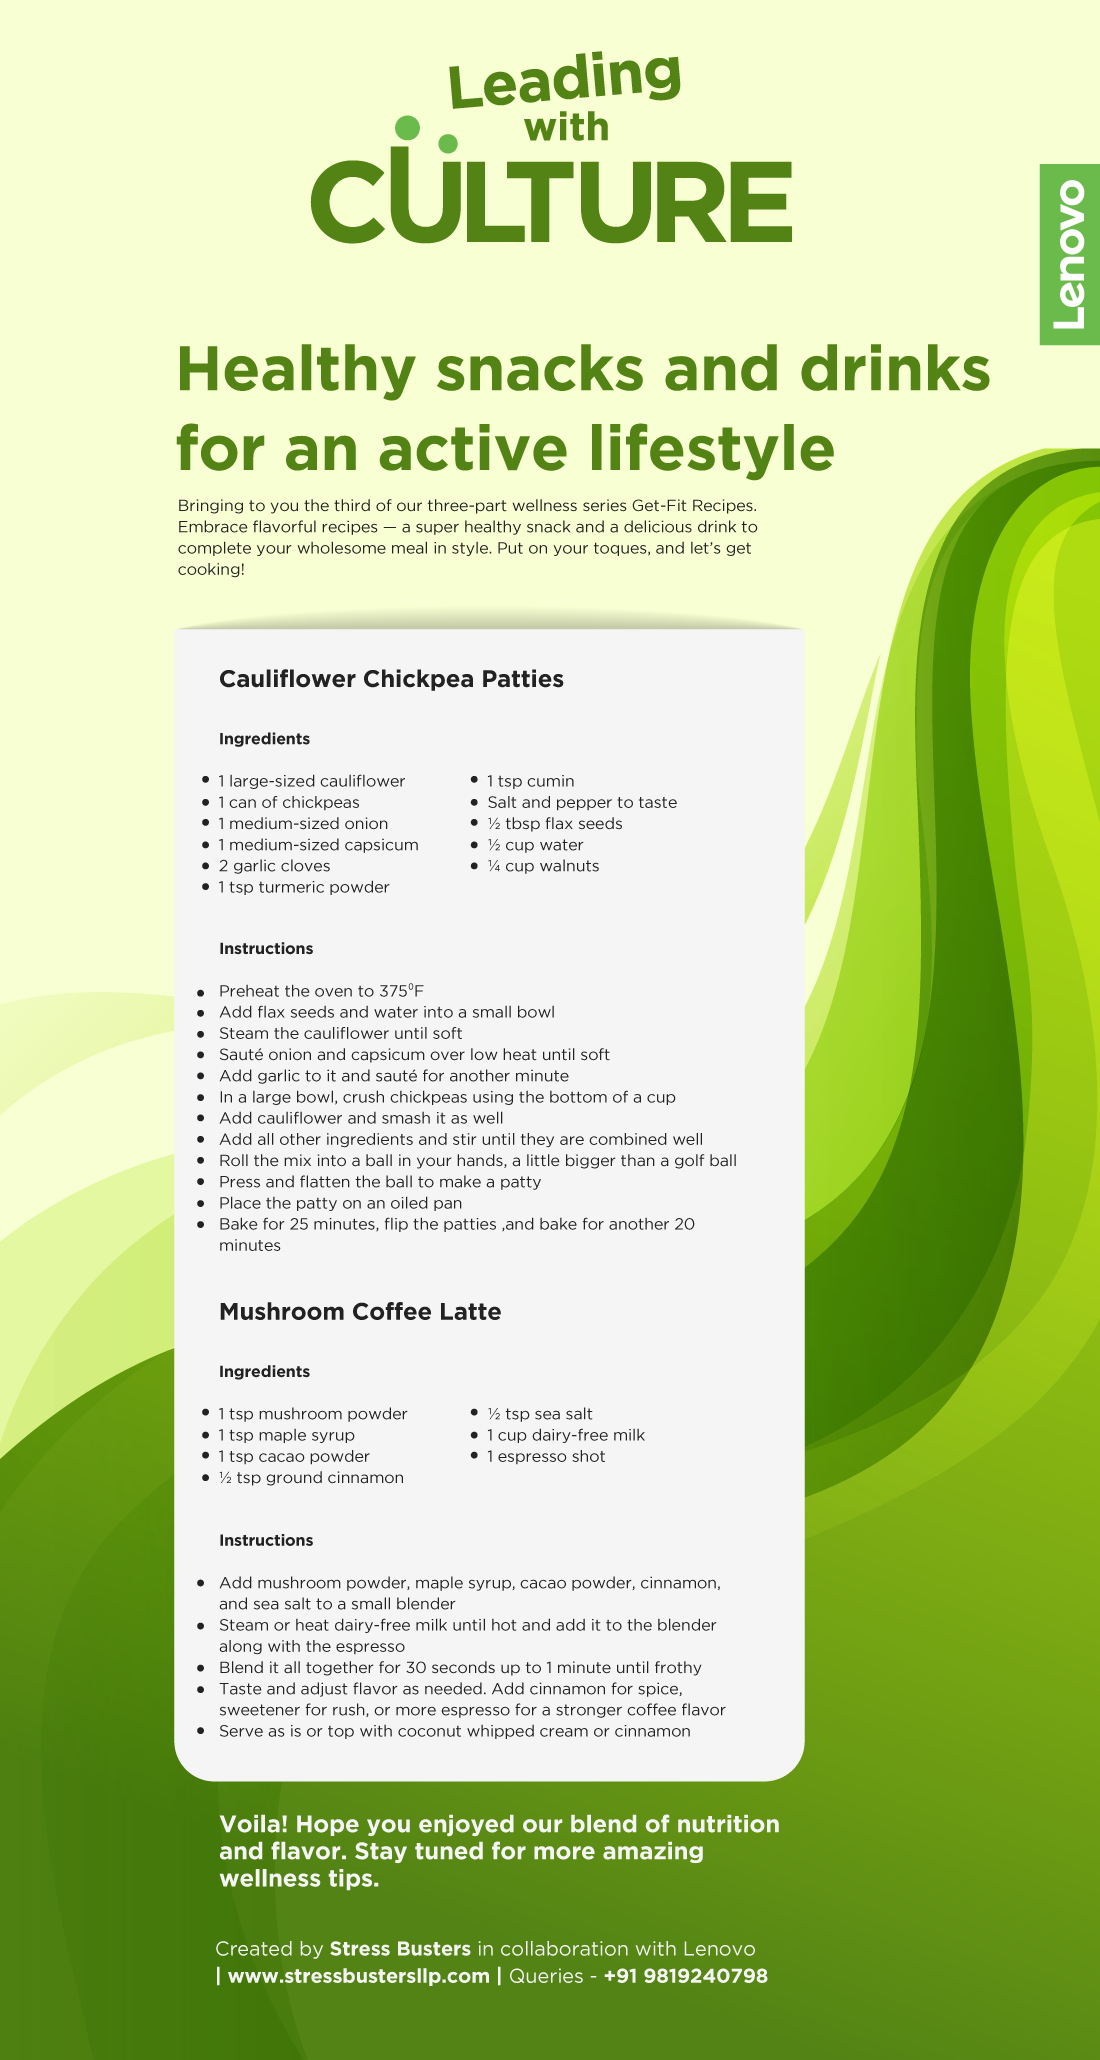 Leading
with
CÜLTURE
Lenovo
Healthy snacks and drinks
for an active lifestyle
Bringing to you the third of our three-part wellness series Get-Fit Recipes.
Embrace flavorful recipes — a super healthy snack and a delicious drink to
complete your wholesome meal in style. Put on your toques, and let’s get
cooking!
Cauliflower Chickpea Patties
Ingredients
• 1 large-sized cauliflower
• 1 can of chickpeas
• 1 medium-sized onion
• 1 medium-sized capsicum
• 2 garlic cloves
• 1 tsp turmeric powder
• 1 tsp cumin
• Salt and pepper to taste
• ½ tbsp flax seeds
• ½ cup water
• ¼ cup walnuts
Instructions
• Preheat the oven to 375⁰F
• Add flax seeds and water into a small bowl
• Steam the cauliflower until soft
• Sauté onion and capsicum over low heat until soft
• Add garlic to it and sauté for another minute
• In a large bowl, crush chickpeas using the bottom of a cup
• Add cauliflower and smash it as well
• Add all other ingredients and stir until they are combined well
• Roll the mix into a ball in your hands, a little bigger than a golf ball
• Press and flatten the ball to make a patty
• Place the patty on an oiled pan
• Bake for 25 minutes, flip the patties ,and bake for another 20
minutes
Mushroom Coffee Latte
Ingredients
• 1 tsp mushroom powder
• 1 tsp maple syrup
• 1 tsp cacao powder
• ½ tsp ground cinnamon
• ½ tsp sea salt
• 1 cup dairy-free milk
• 1 espresso shot
Instructions
• Add mushroom powder, maple syrup, cacao powder, cinnamon,
and sea salt to a small blender
• Steam or heat dairy-free milk until hot and add it to the blender
along with the espresso
• Blend it all together for 30 seconds up to 1 minute until frothy
• Taste and adjust flavor as needed. Add cinnamon for spice,
sweetener for rush, or more espresso for a stronger coffee flavor
• Serve as is or top with coconut whipped cream or cinnamon
Voila! Hope you enjoyed our blend of nutrition
and flavor. Stay tuned for more amazing
wellness tips.
Created by Stress Busters in collaboration with Lenovo
| www.stressbustersllp.com | Queries - +91 9819240798